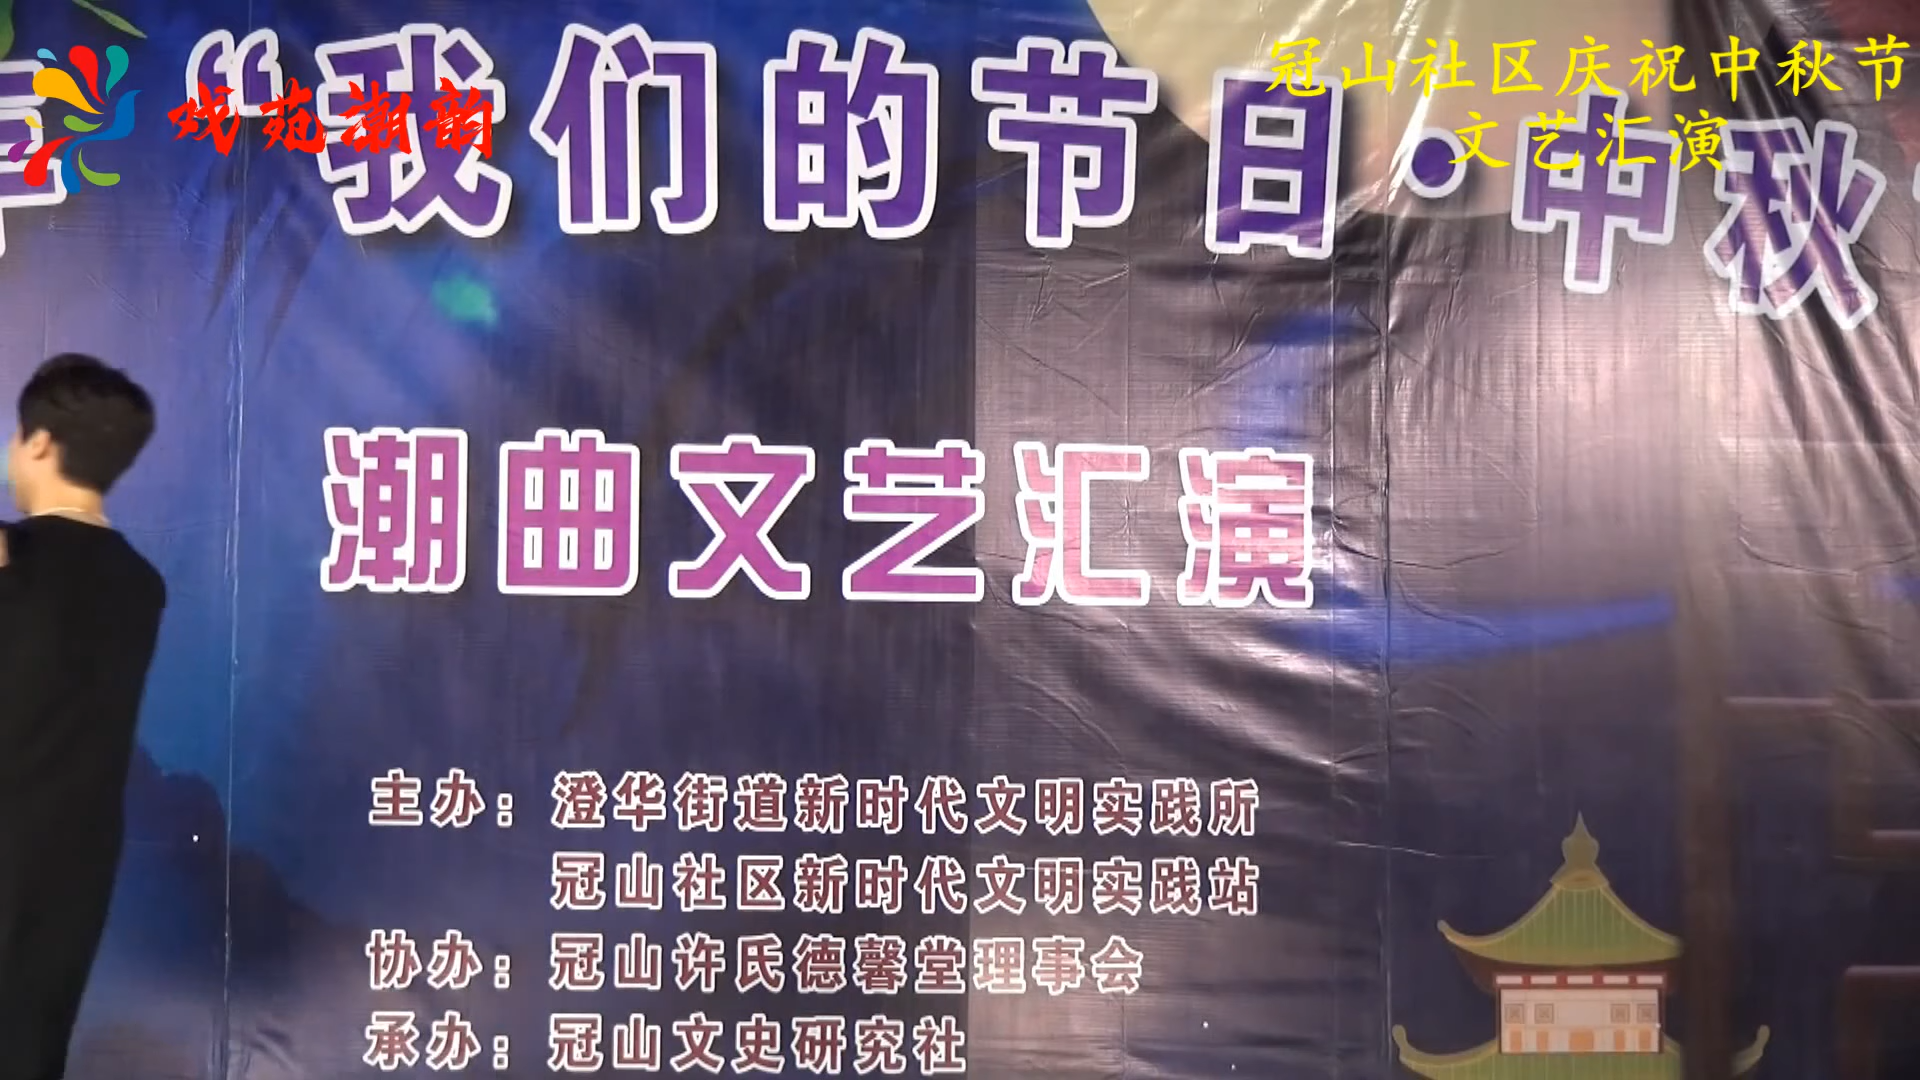 戏苑潮韵
冠山社区庆祝中秋节
文艺汇演
年 “我们的节日·中秋
潮曲文艺汇演
主办：澄华街道新时代文明实践所
冠山社区新时代文明实践站
协办：冠山许氏德馨堂理事会
承办：冠山文史研究社